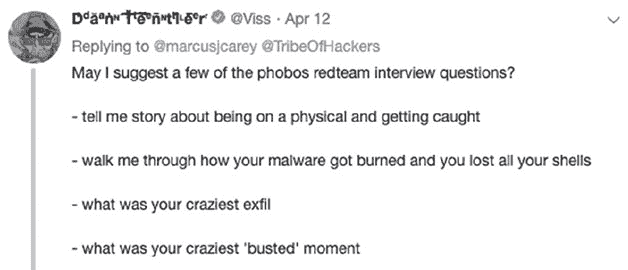 @Viss · Apr 12
Replying to @marcusjcarey @TribeOfHackers
May I suggest a few of the phobos redteam interview questions?
- tell me story about being on a physical and getting caught
- walk me through how your malware got burned and you lost all your shells
- what was your craziest exfil
- what was your craziest 'busted' moment